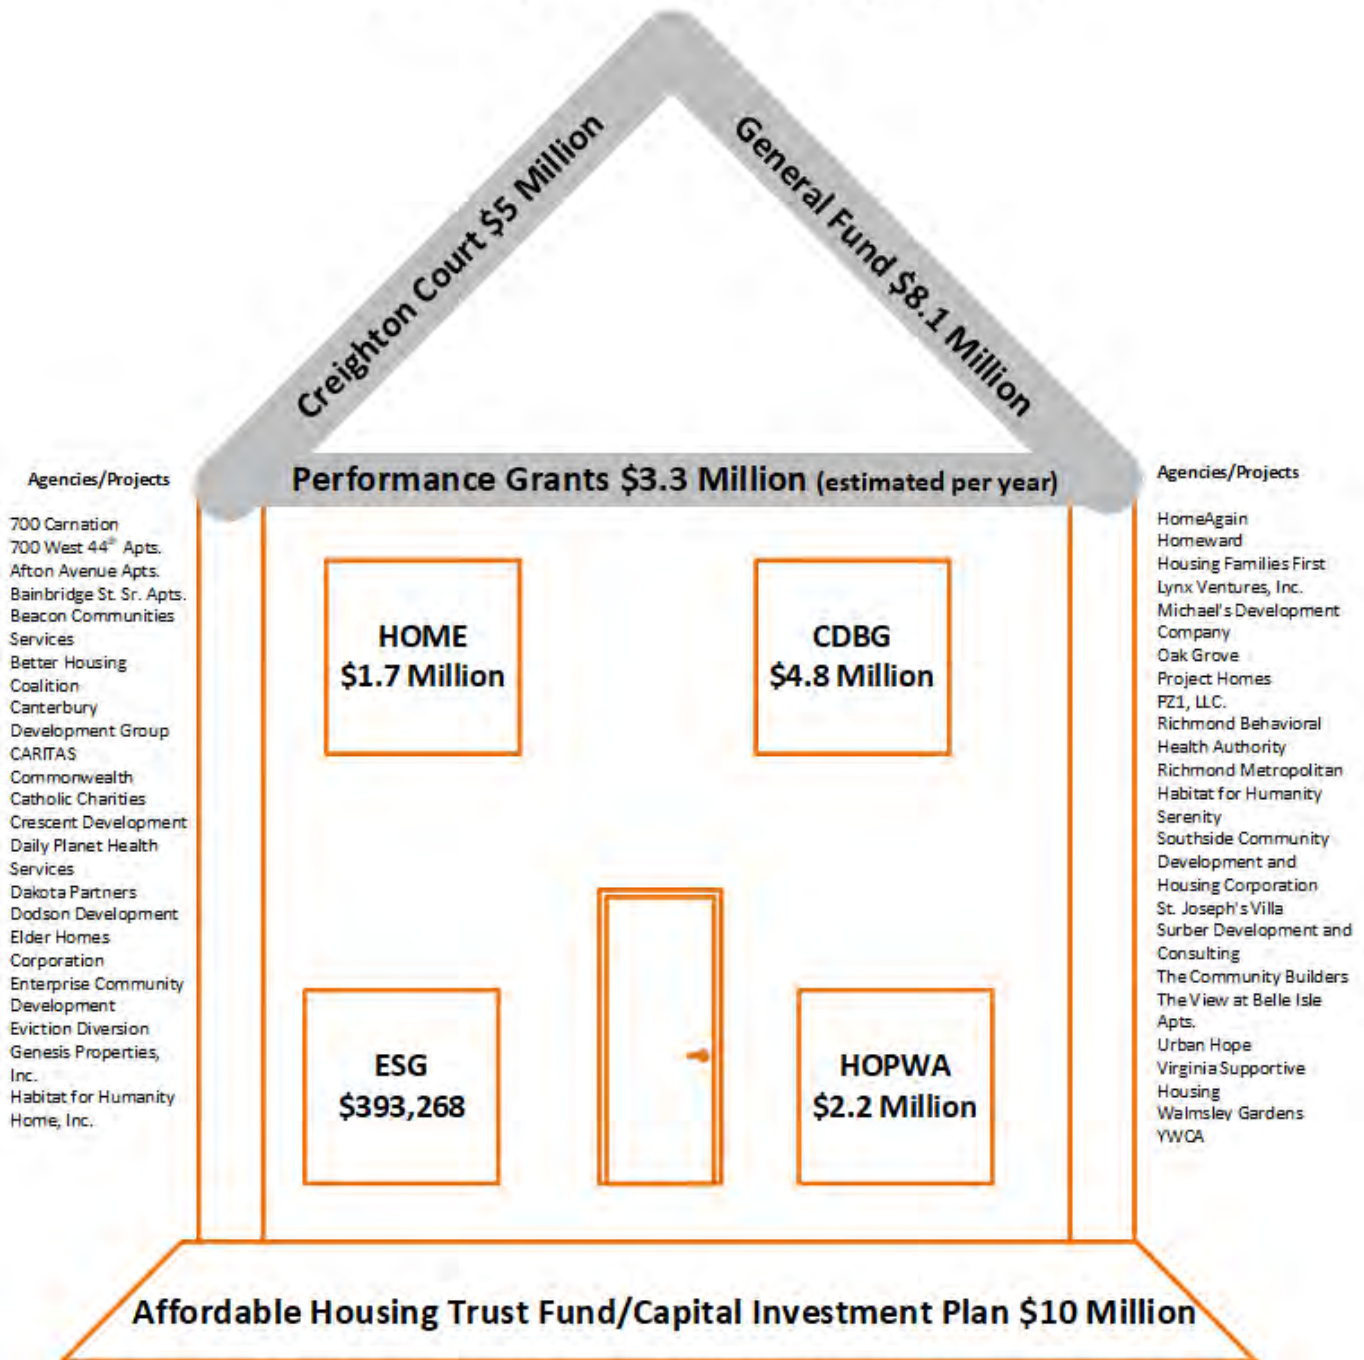 Creighton Court $5 Million
General Fund $8.1 Million
Performance Grants $3.3 Million (estimated per year)
Agencies/Projects
700 Carnation
700 West 44th Apts.
Afton Avenue Apts.
Bainbridge St. Sr. Apts.
Beacon Communities
Services
Better Housing
Coalition
Canterbury
Development Group
CARITAS
Commonwealth
Catholic Charities
Crescent Development
Daily Planet Health
Services
Dakota Partners
Dodson Development
Elder Homes
Corporation
Enterprise Community
Development
Eviction Diversion
Genesis Properties,
Inc.
Habitat for Humanity
Home, Inc.
HOME
$1.7 Million
CDBG
$4.8 Million
ESG
$393,268
HOPWA
$2.2 Million
Agencies/Projects
HomeAgain
Homeward
Housing Families First
Lynx Ventures, Inc.
Michael's Development
Company
Oak Grove
Project Homes
PZ1, LLC.
Richmond Behavioral
Health Authority
Richmond Metropolitan
Habitat for Humanity
Serenity
Southside Community
Development and
Housing Corporation
St. Joseph's Villa
Surber Development and
Consulting
The Community Builders
The View at Belle Isle
Apts.
Urban Hope
Virginia Supportive
Housing
Walmsley Gardens
YWCA
Affordable Housing Trust Fund/Capital Investment Plan $10 Million